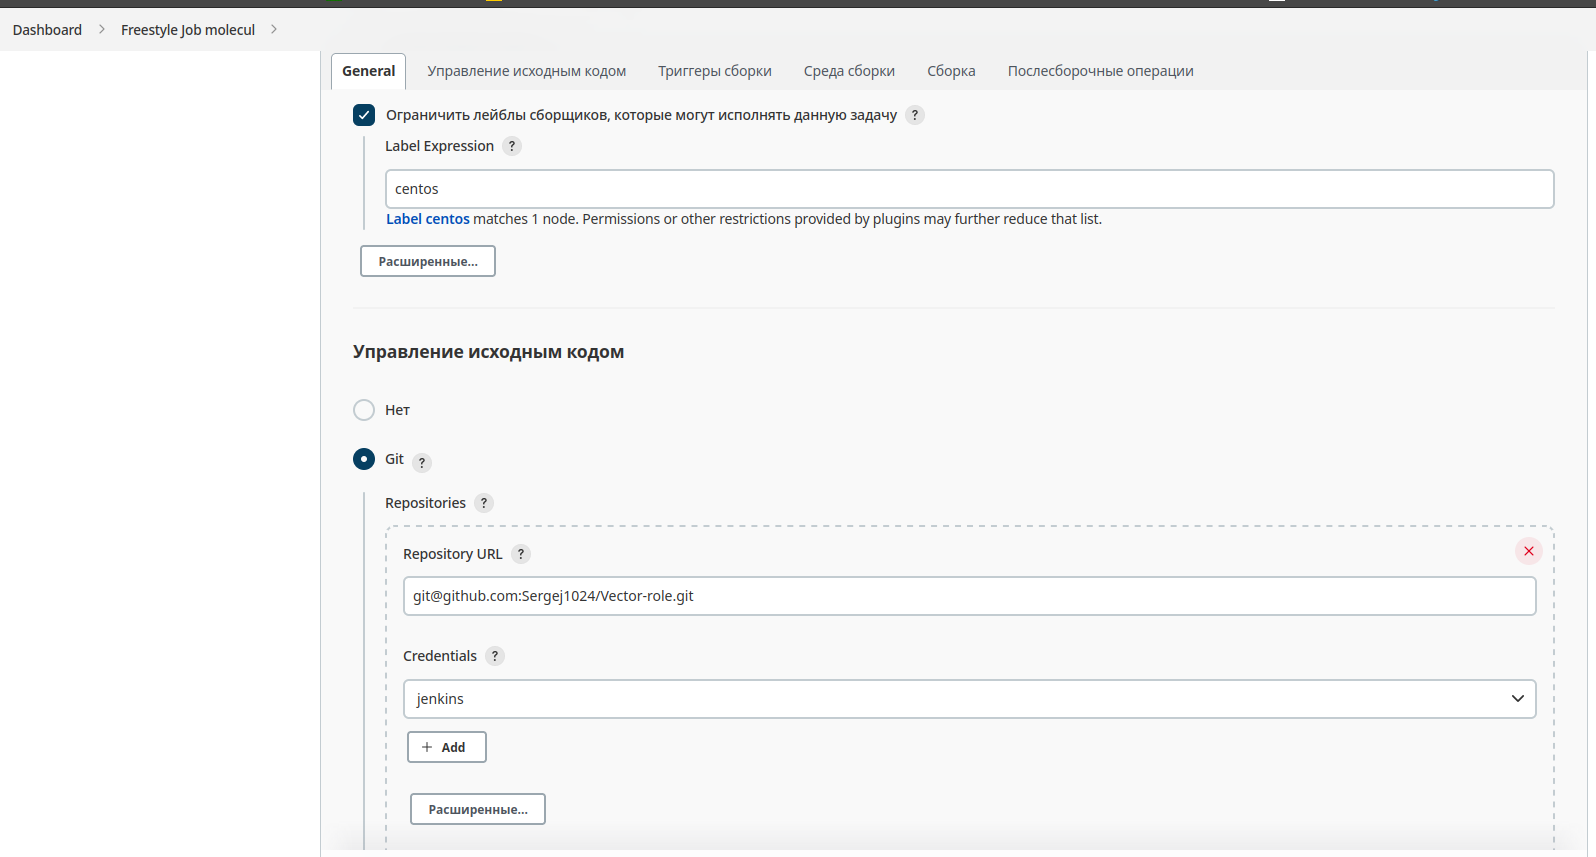 Dashboard > Freestyle Job molecul >
General Управление исходным кодом Триггеры сборки Среда сборки Сборка Послесборочные операции
Ограничить лейблы сборщиков, которые могут исполнять данную задачу ?
Label Expression ?
centos
Label centos matches 1 node. Permissions or other restrictions provided by plugins may further reduce that list.
Расширенные...
Управление исходным кодом
Нет
Git ?
Repositories ?
Repository URL ?
git@github.com:Sergej1024/Vector-role.git
Credentials ?
jenkins
+ Add
Расширенные...